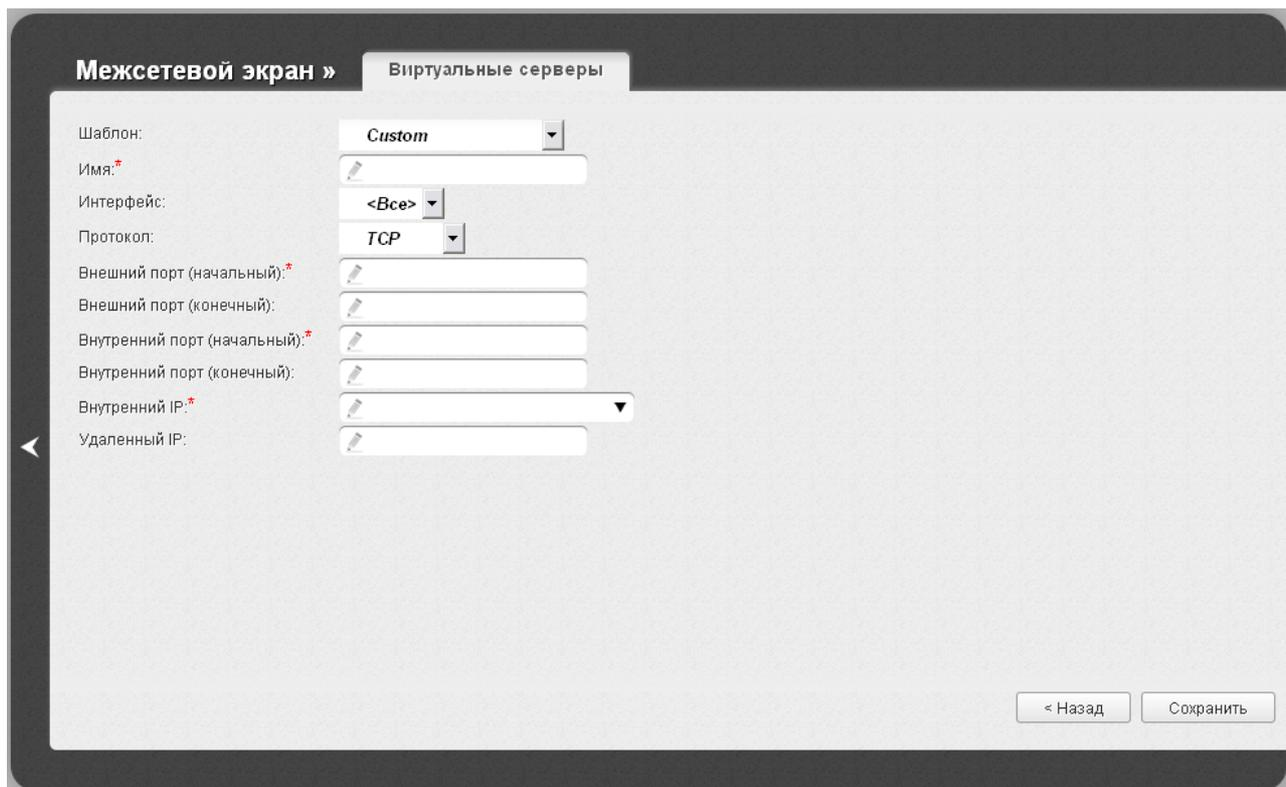 Межсетевой экран »
Виртуальные серверы
Шаблон: Custom
Имя:*
Интерфейс: <Все>
Протокол: TCP
Внешний порт (начальный):*
Внешний порт (конечный):
Внутренний порт (начальный):*
Внутренний порт (конечный):
Внутренний IP:*
Удаленный IP:
< Назад
Сохранить